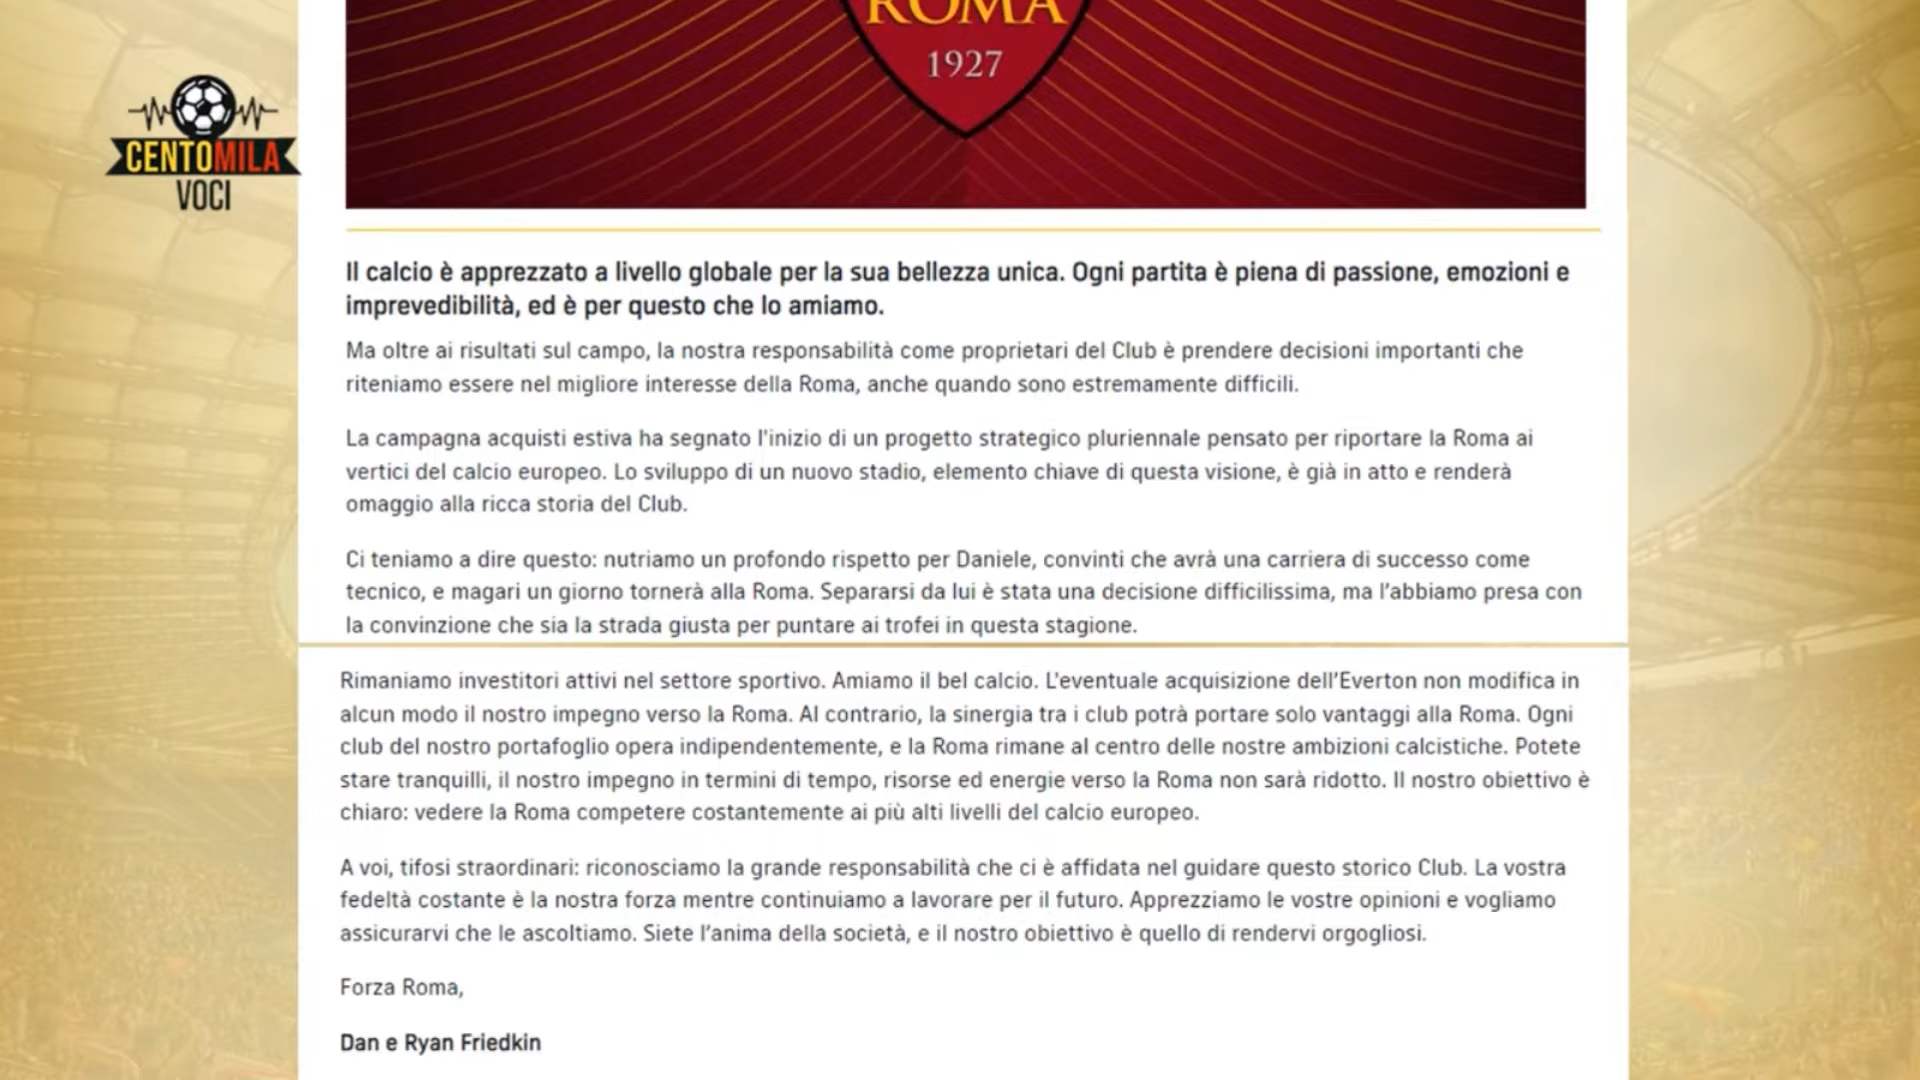 ROMA
1927
CENTOMILA
VOCI
Il calcio è apprezzato a livello globale per la sua bellezza unica. Ogni partita è piena di passione, emozioni e
imprevedibilità, ed è per questo che lo amiamo.
Ma oltre ai risultati sul campo, la nostra responsabilità come proprietari del Club è prendere decisioni importanti che
riteniamo essere nel migliore interesse della Roma, anche quando sono estremamente difficili.
La campagna acquisti estiva ha segnato l'inizio di un progetto strategico pluriennale pensato per riportare la Roma ai
vertici del calcio europeo. Lo sviluppo di un nuovo stadio, elemento chiave di questa visione, è già in atto e renderà
omaggio alla ricca storia del Club.
Ci teniamo a dire questo: nutriamo un profondo rispetto per Daniele, convinti che avrà una carriera di successo come
tecnico, e magari un giorno tornerà alla Roma. Separarsi da lui è stata una decisione difficilissima, ma l’abbiamo presa con
la convinzione che sia la strada giusta per puntare ai trofei in questa stagione.
Rimaniamo investitori attivi nel settore sportivo. Amiamo il bel calcio. L'eventuale acquisizione dell’Everton non modifica in
alcun modo il nostro impegno verso la Roma. Al contrario, la sinergia tra i club potrà portare solo vantaggi alla Roma. Ogni
club del nostro portafoglio opera indipendentemente, e la Roma rimane al centro delle nostre ambizioni calcistiche. Potete
stare tranquilli, il nostro impegno in termini di tempo, risorse ed energie verso la Roma non sarà ridotto. Il nostro obiettivo è
chiaro: vedere la Roma competere costantemente ai più alti livelli del calcio europeo.
A voi, tifosi straordinari: riconosciamo la grande responsabilità che ci è affidata nel guidare questo storico Club. La vostra
fedeltà costante è la nostra forza mentre continuiamo a lavorare per il futuro. Apprezziamo le vostre opinioni e vogliamo
assicurarvi che le ascoltiamo. Siete l’anima della società, e il nostro obiettivo è quello di rendervi orgogliosi.
Forza Roma,
Dan e Ryan Friedkin